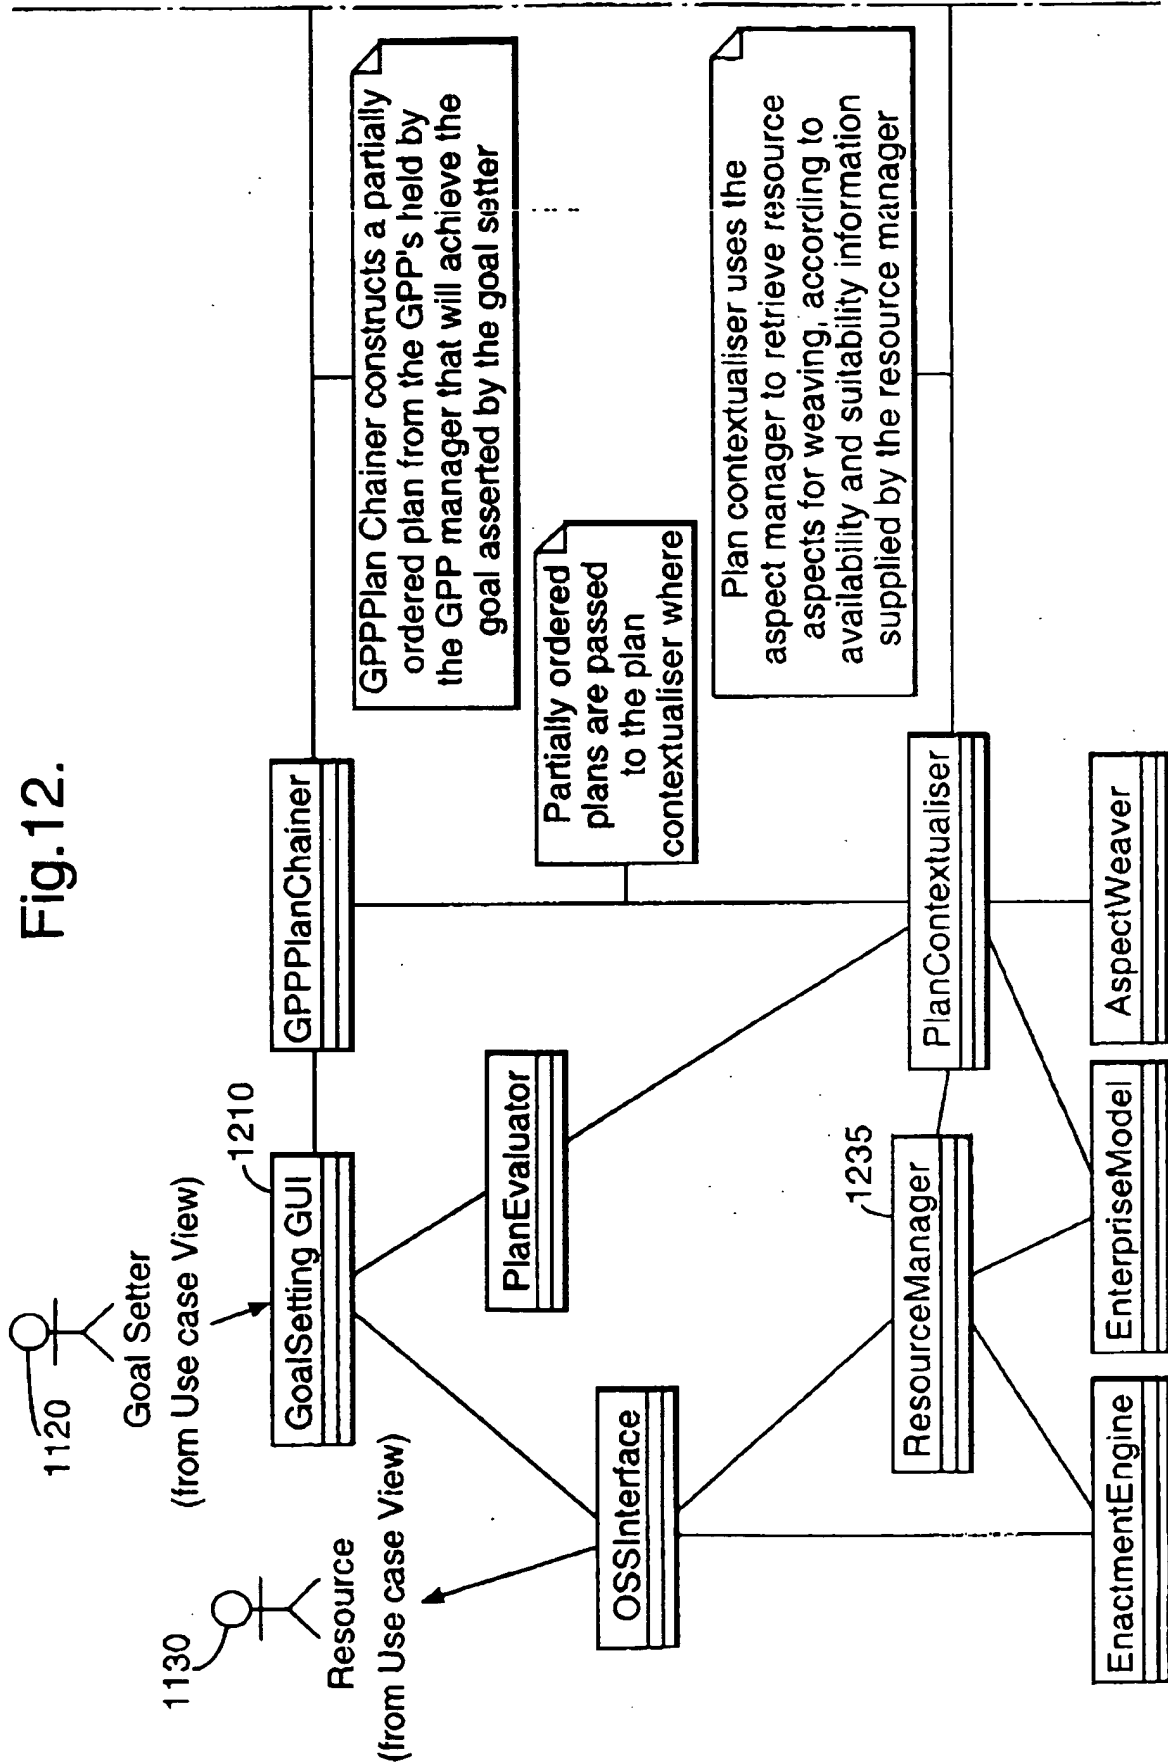 Fig.12.
1120
Goal Setter
(from Use case View)
1130
Resource
(from Use case View)
1210
GoalSetting GUI
GPPPlanChainer
GPPPlan Chainer constructs a partially
ordered plan from the GPP's held by
the GPP manager that will achieve the
goal asserted by the goal setter
PlanEvaluator
Partially ordered
plans are passed
to the plan
contextualiser where
OSSInterface
Plan contextualiser uses the
aspect manager to retrieve resource
aspects for weaving, according to
availability and suitability information
supplied by the resource manager
1235
ResourceManager
PlanContextualiser
EnactmentEngine
EnterpriseModel
AspectWeaver